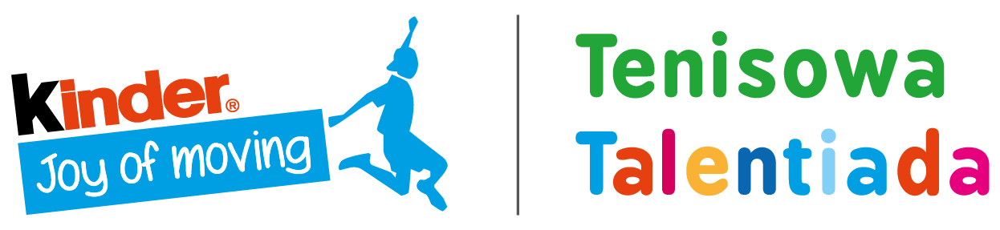 kinder®
Joy of moving
Tenisowa
Talentiada